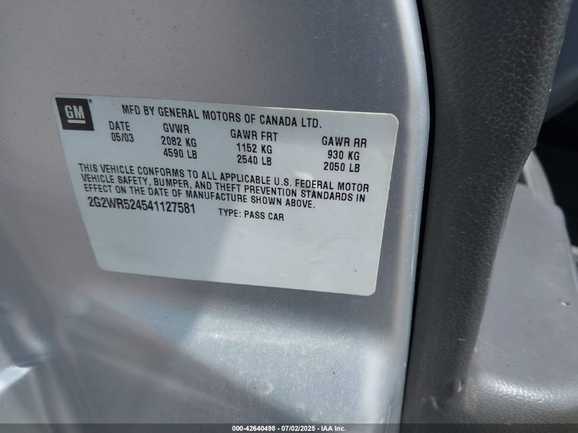 GM
MFD BY GENERAL MOTORS OF CANADA LTD.
DATE GVWR GAWR FRT GAWR RR
05/03 2082 KG 1152 KG 930 KG
4590 LB 2540 LB 2050 LB
THIS VEHICLE CONFORMS TO ALL APPLICABLE U.S. FEDERAL MOTOR
VEHICLE SAFETY, BUMPER, AND THEFT PREVENTION STANDARDS IN
EFFECT ON THE DATE OF MANUFACTURE SHOWN ABOVE.
2G2WR524541127581 TYPE: PASS CAR
000-42640498 - 07/02/2025 - IAA Inc.